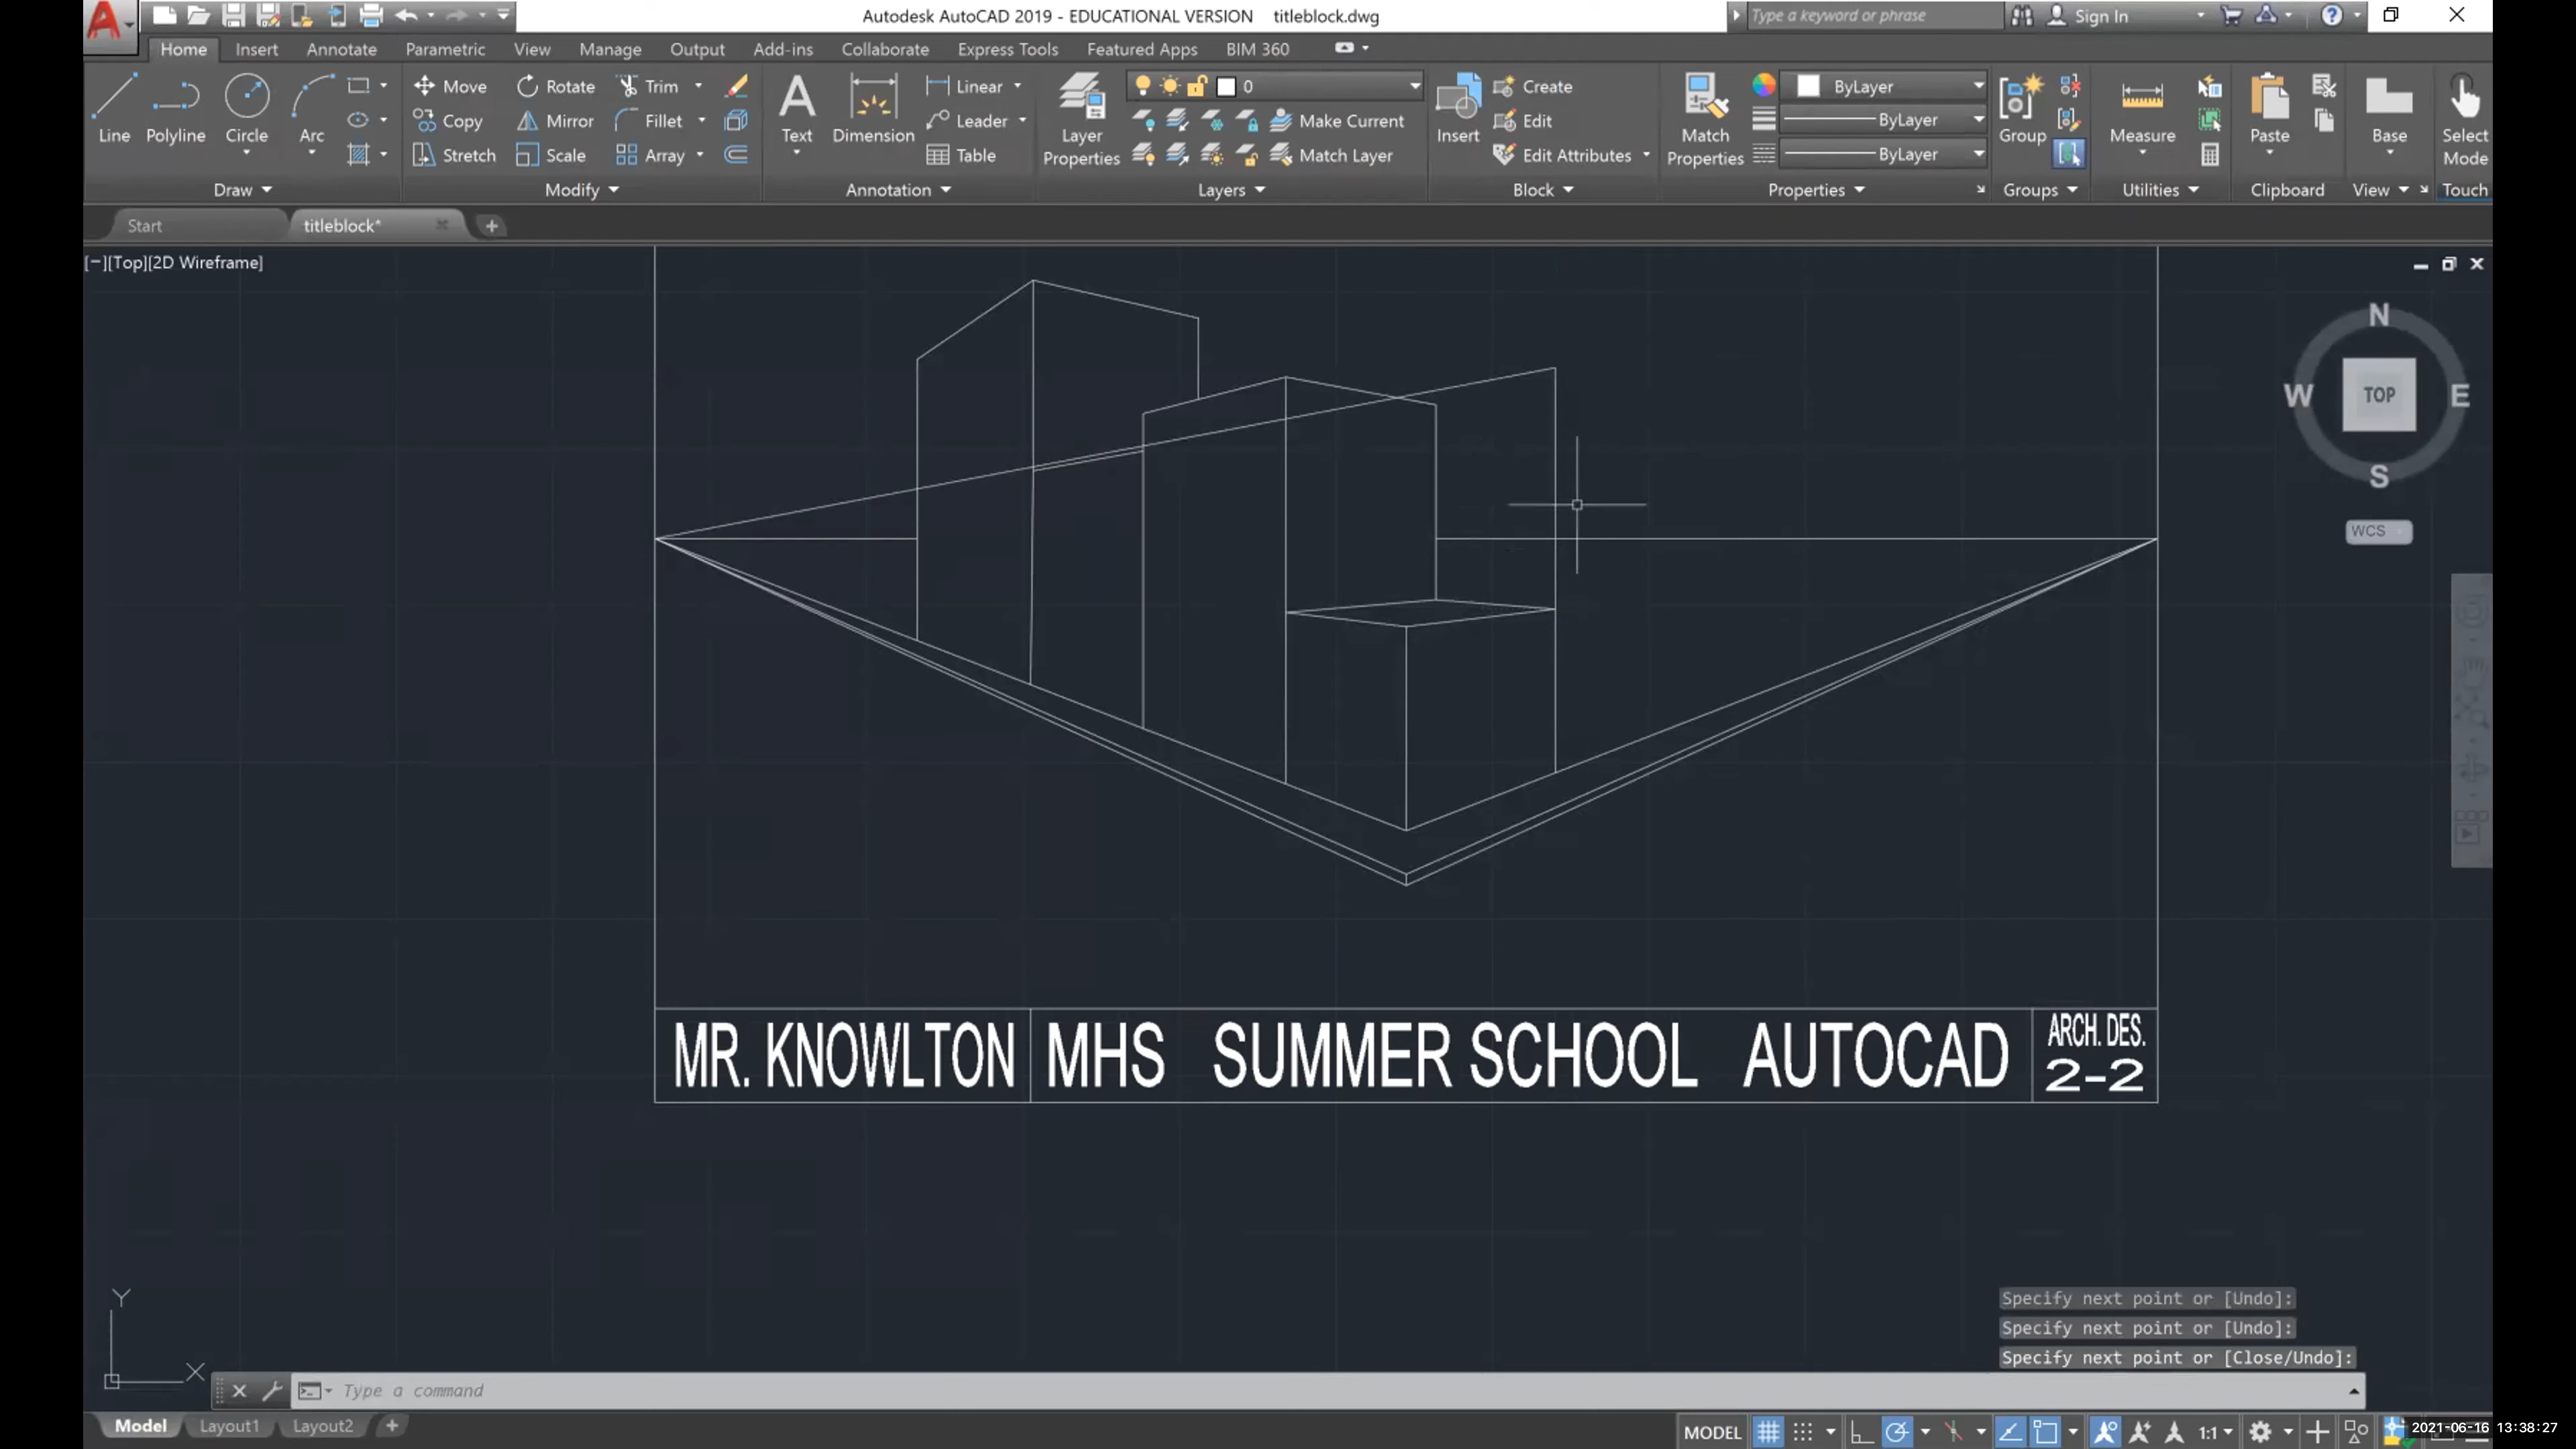 Autodesk AutoCAD 2019 - EDUCATIONAL VERSION titleblock.dwg
Type a keyword or phrase
Sign In
Home Insert Annotate Parametric View Manage Output Add-ins Collaborate Express Tools Featured Apps BIM 360
Line Polyline Circle Arc
Draw
Move Rotate Trim
Copy Mirror Fillet
Stretch Scale Array
Modify
Text Dimension
Linear
Leader
Table
Annotation
Layer Properties
0
Make Current
Match Layer
Layers
Insert
Create
Edit
Edit Attributes
Block
Match Properties
ByLayer
ByLayer
ByLayer
Properties
Group
Groups
Measure
Utilities
Paste
Clipboard
Base
View
Select Mode
Touch
Start titleblock*
[−][Top][2D Wireframe]
N
W TOP E
S
WCS
MR. KNOWLTON MHS SUMMER SCHOOL AUTOCAD ARCH. DES.
2-2
Y
X
Specify next point or [Undo]:
Specify next point or [Undo]:
Specify next point or [Close/Undo]:
Type a command
Model Layout1 Layout2
MODEL 1:1 2021-06-16 13:38:27